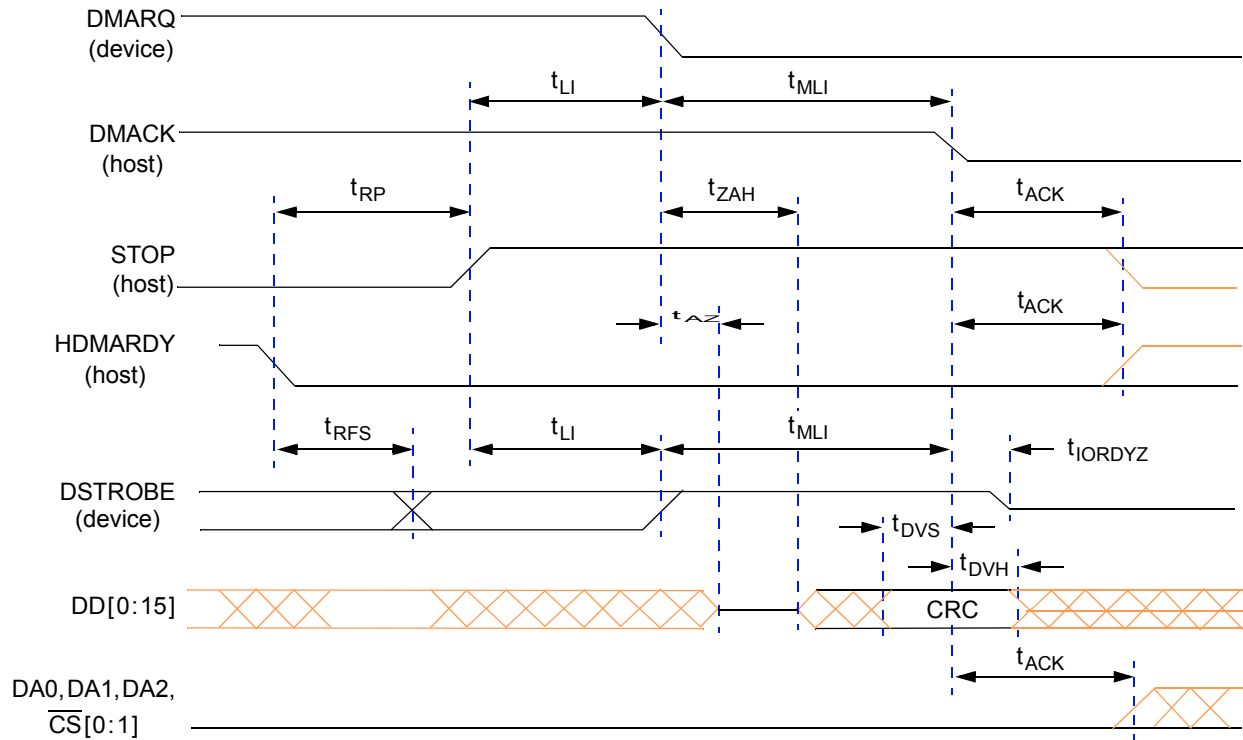 DMARQ
(device)
tLI
tMLI
DMACK
(host)
tRP
tZAH
tACK
STOP
(host)
tAZ
tACK
HDMARDY
(host)
tRFS
tLI
tMLI
tIORDYZ
DSTROBE
(device)
tDVS
tDVH
DD[0:15]
CRC
tACK
DA0,DA1,DA2,
CS[0:1]